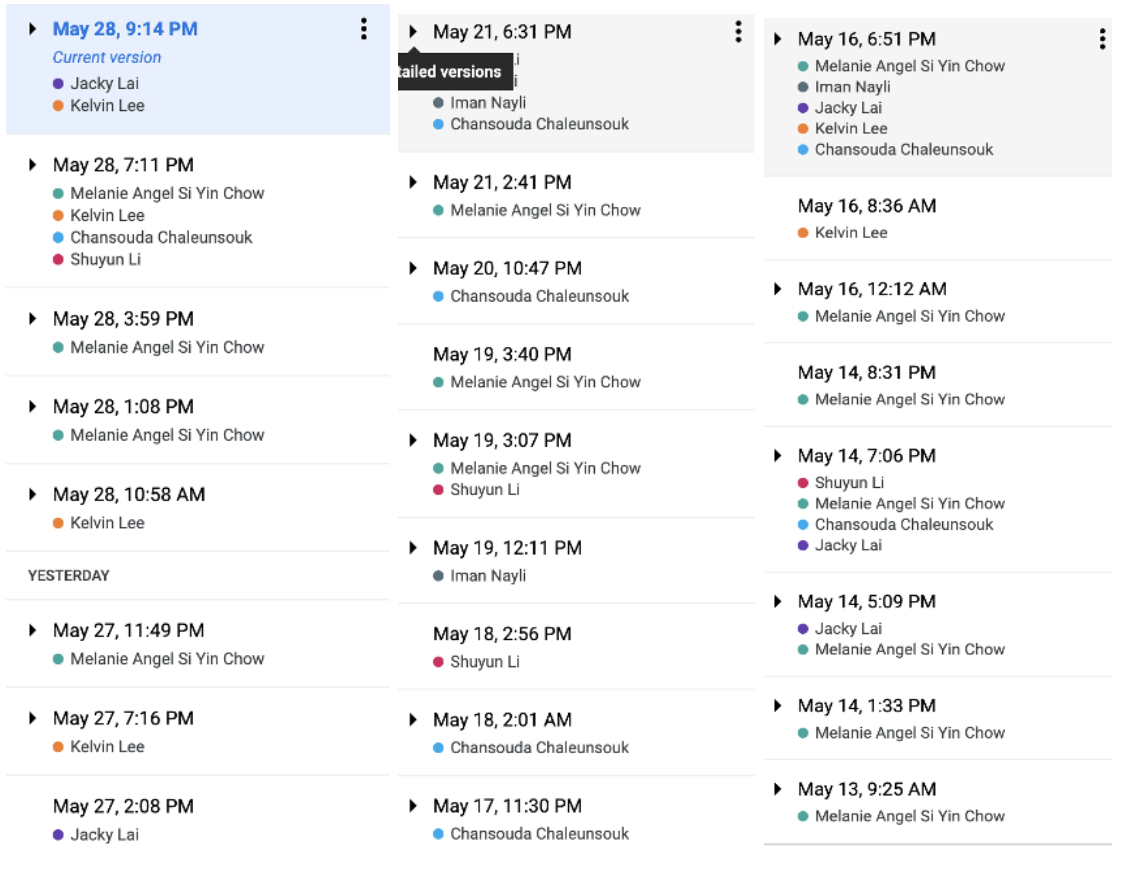 May 28, 9:14 PM
Current version
Jacky Lai
Kelvin Lee
May 28, 7:11 PM
Melanie Angel Si Yin Chow
Kelvin Lee
Chansouda Chaleunsouk
Shuyun Li
May 28, 3:59 PM
Melanie Angel Si Yin Chow
May 28, 1:08 PM
Melanie Angel Si Yin Chow
May 28, 10:58 AM
Kelvin Lee
YESTERDAY
May 27, 11:49 PM
Melanie Angel Si Yin Chow
May 27, 7:16 PM
Kelvin Lee
May 27, 2:08 PM
Jacky Lai
May 21, 6:31 PM
versions
Iman Nayli
Chansouda Chaleunsouk
May 21, 2:41 PM
Melanie Angel Si Yin Chow
May 20, 10:47 PM
Chansouda Chaleunsouk
May 19, 3:40 PM
Melanie Angel Si Yin Chow
May 19, 3:07 PM
Melanie Angel Si Yin Chow
Shuyun Li
May 19, 12:11 PM
Iman Nayli
May 18, 2:56 PM
Shuyun Li
May 18, 2:01 AM
Chansouda Chaleunsouk
May 17, 11:30 PM
Chansouda Chaleunsouk
May 16, 6:51 PM
Melanie Angel Si Yin Chow
Iman Nayli
Jacky Lai
Kelvin Lee
Chansouda Chaleunsouk
May 16, 8:36 AM
Kelvin Lee
May 16, 12:12 AM
Melanie Angel Si Yin Chow
May 14, 8:31 PM
Melanie Angel Si Yin Chow
May 14, 7:06 PM
Shuyun Li
Melanie Angel Si Yin Chow
Chansouda Chaleunsouk
Jacky Lai
May 14, 5:09 PM
Jacky Lai
Melanie Angel Si Yin Chow
May 14, 1:33 PM
Melanie Angel Si Yin Chow
May 13, 9:25 AM
Melanie Angel Si Yin Chow